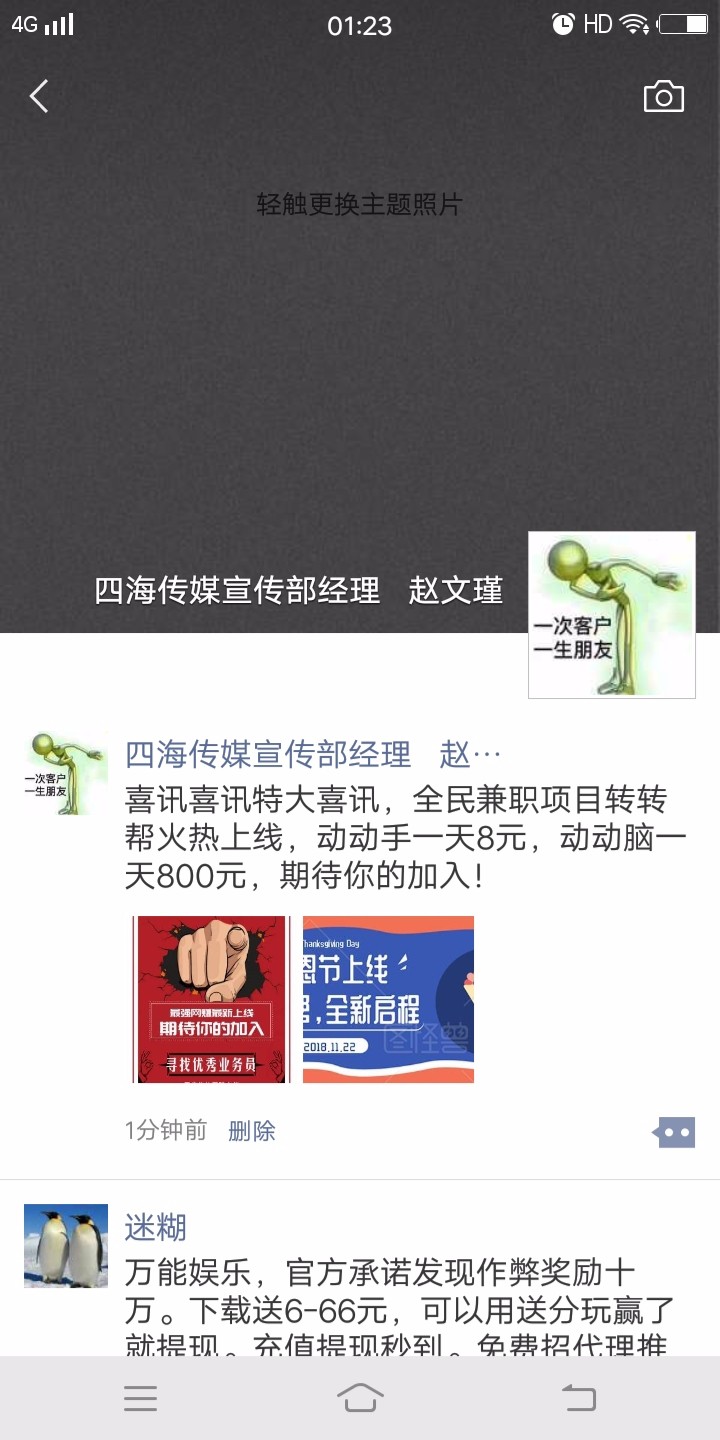 4G 01:23 HD
轻触更换主题照片
四海传媒宣传部经理 赵文瑾
一次客户
一生朋友
四海传媒宣传部经理 赵…
一次客户
一生朋友
喜讯喜讯特大喜讯，全民兼职项目转转
帮火热上线，动动手一天8元，动动脑一
天800元，期待你的加入！
最强网赚最新上线
期待你的加入
寻找优秀业务员
Thanksgiving Day
恩节上线
,全新启程
2018.11.22
图怪兽
1分钟前 删除
迷糊
万能娱乐，官方承诺发现作弊奖励十
万。下载送6-66元，可以用送分玩赢了
就提现。充值提现秒到。免费招代理推